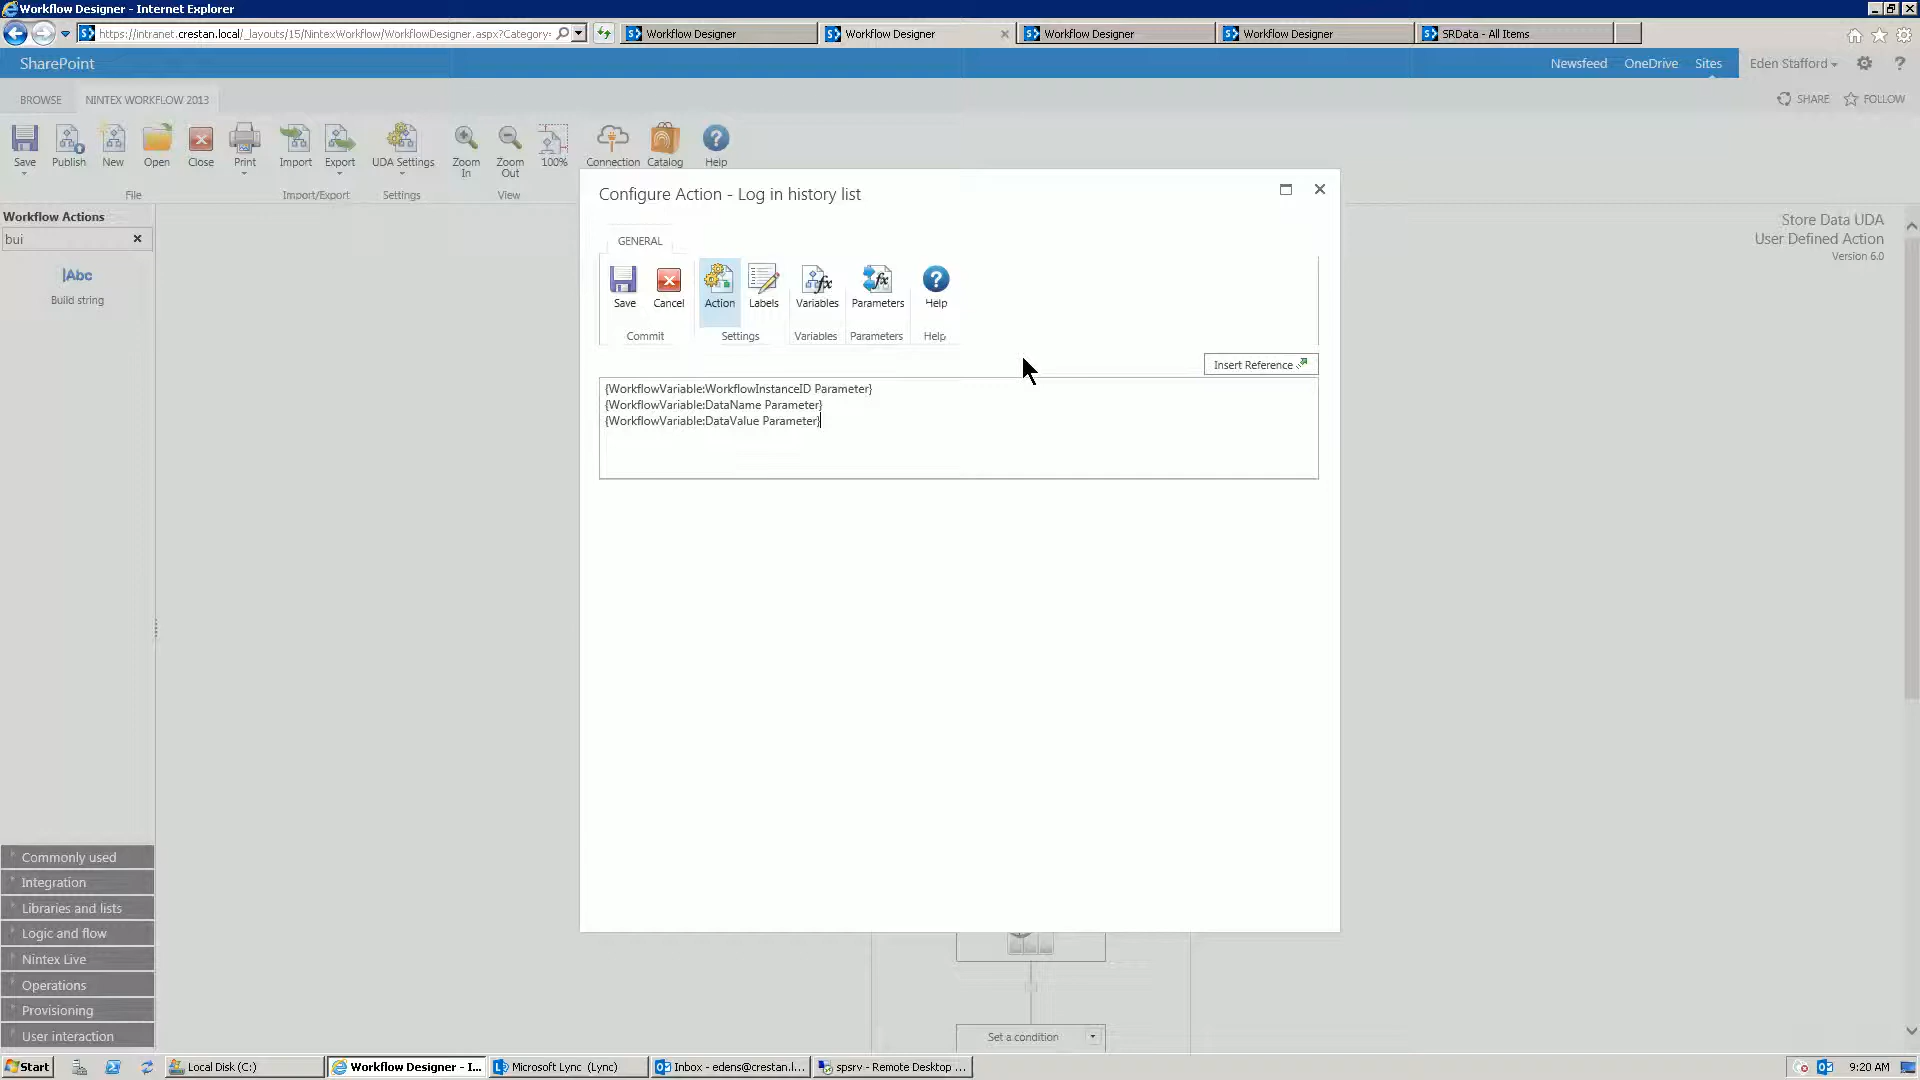 Workflow Designer - Internet Explorer
https://intranet.crestan.local/_layouts/15/NintexWorkflow/WorkflowDesigner.aspx?Category:
Workflow Designer
Workflow Designer
Workflow Designer
Workflow Designer
SRData - All Items
SharePoint
Newsfeed
OneDrive
Sites
Eden Stafford
?
BROWSE
NINTEX WORKFLOW 2013
SHARE
FOLLOW
Save
Publish
New
Open
Close
Print
Import
Export
UDA Settings
Zoom In
Zoom Out
100%
Connection
Catalog
Help
File
Import/Export
Settings
View
Workflow Actions
bui
Abc
Build string
Store Data UDA
User Defined Action
Version 6.0
Configure Action - Log in history list
GENERAL
Save
Cancel
Action
Labels
Variables
Parameters
Help
Commit
Settings
Variables
Parameters
Help
Insert Reference
{WorkflowVariable:WorkflowInstanceID Parameter}
{WorkflowVariable:DataName Parameter}
{WorkflowVariable:DataValue Parameter}
Commonly used
Integration
Libraries and lists
Logic and flow
Nintex Live
Operations
Provisioning
User interaction
Set a condition
Start
Local Disk (C:)
Workflow Designer - I...
Microsoft Lync (Lync)
Inbox - edens@crestan.l...
spsrv - Remote Desktop ...
9:20 AM